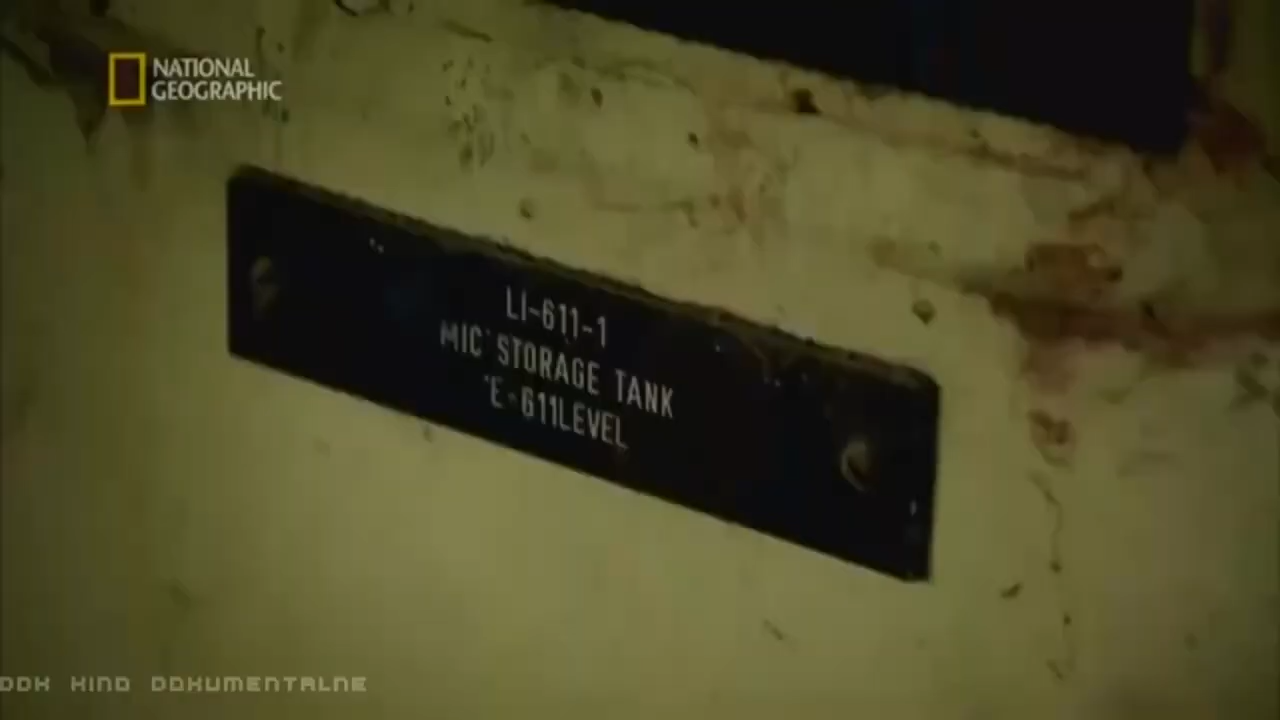 NATIONAL
GEOGRAPHIC
LI-611-1
MIC STORAGE TANK
E-611LEVEL
DDK KINO DOKUMENTALNE